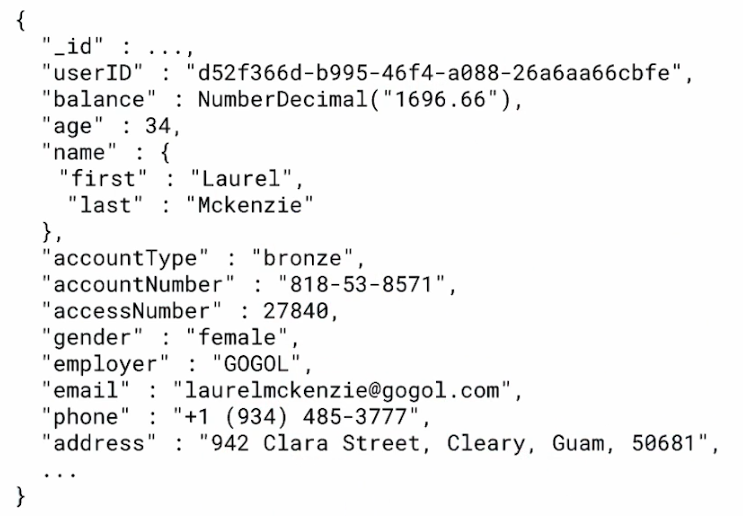 {
"_id" : ...,
"userID" : "d52f366d-b995-46f4-a088-26a6aa66cbfe",
"balance" : NumberDecimal("1696.66"),
"age" : 34,
"name" : {
"first" : "Laurel",
"last" : "Mckenzie"
},
"accountType" : "bronze",
"accountNumber" : "818-53-8571",
"accessNumber" : 27840,
"gender" : "female",
"employer" : "GOGOL",
"email" : "laurelmckenzie@gogol.com",
"phone" : "+1 (934) 485-3777",
"address" : "942 Clara Street, Cleary, Guam, 50681",
...
}